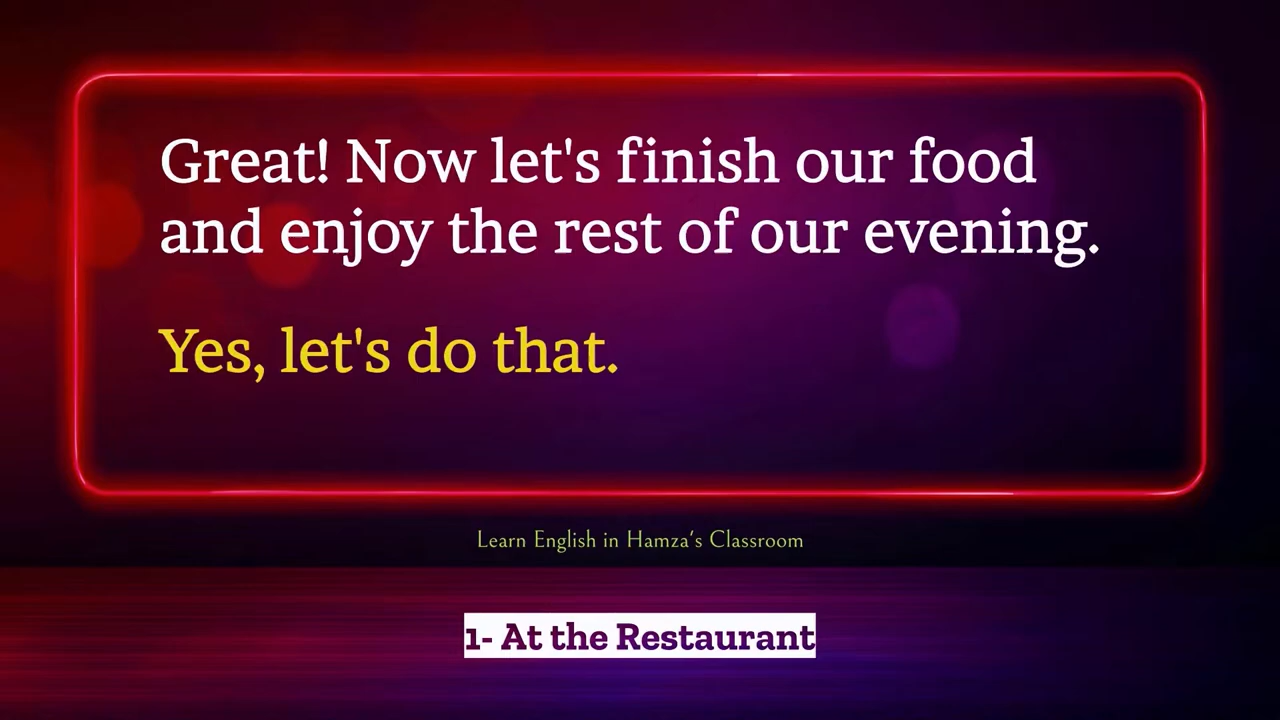 Great! Now let's finish our food
and enjoy the rest of our evening.
Yes, let's do that.
Learn English in Hamza's Classroom
1- At the Restaurant